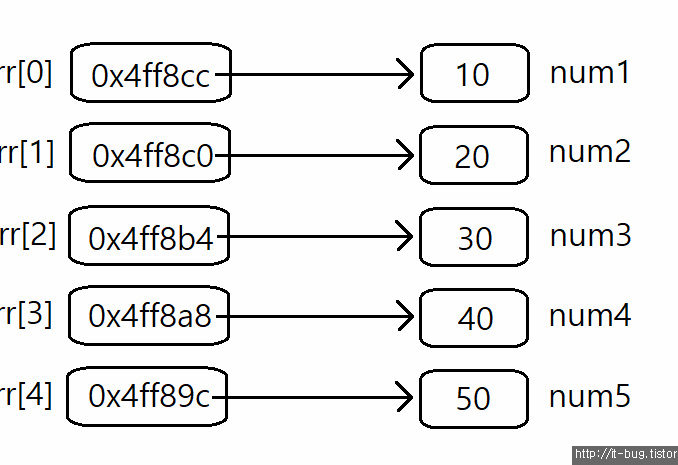 rr[0] 0x4ff8cc 10 num1
rr[1] 0x4ff8c0 20 num2
rr[2] 0x4ff8b4 30 num3
rr[3] 0x4ff8a8 40 num4
rr[4] 0x4ff89c 50 num5
http://it-bug.tistor